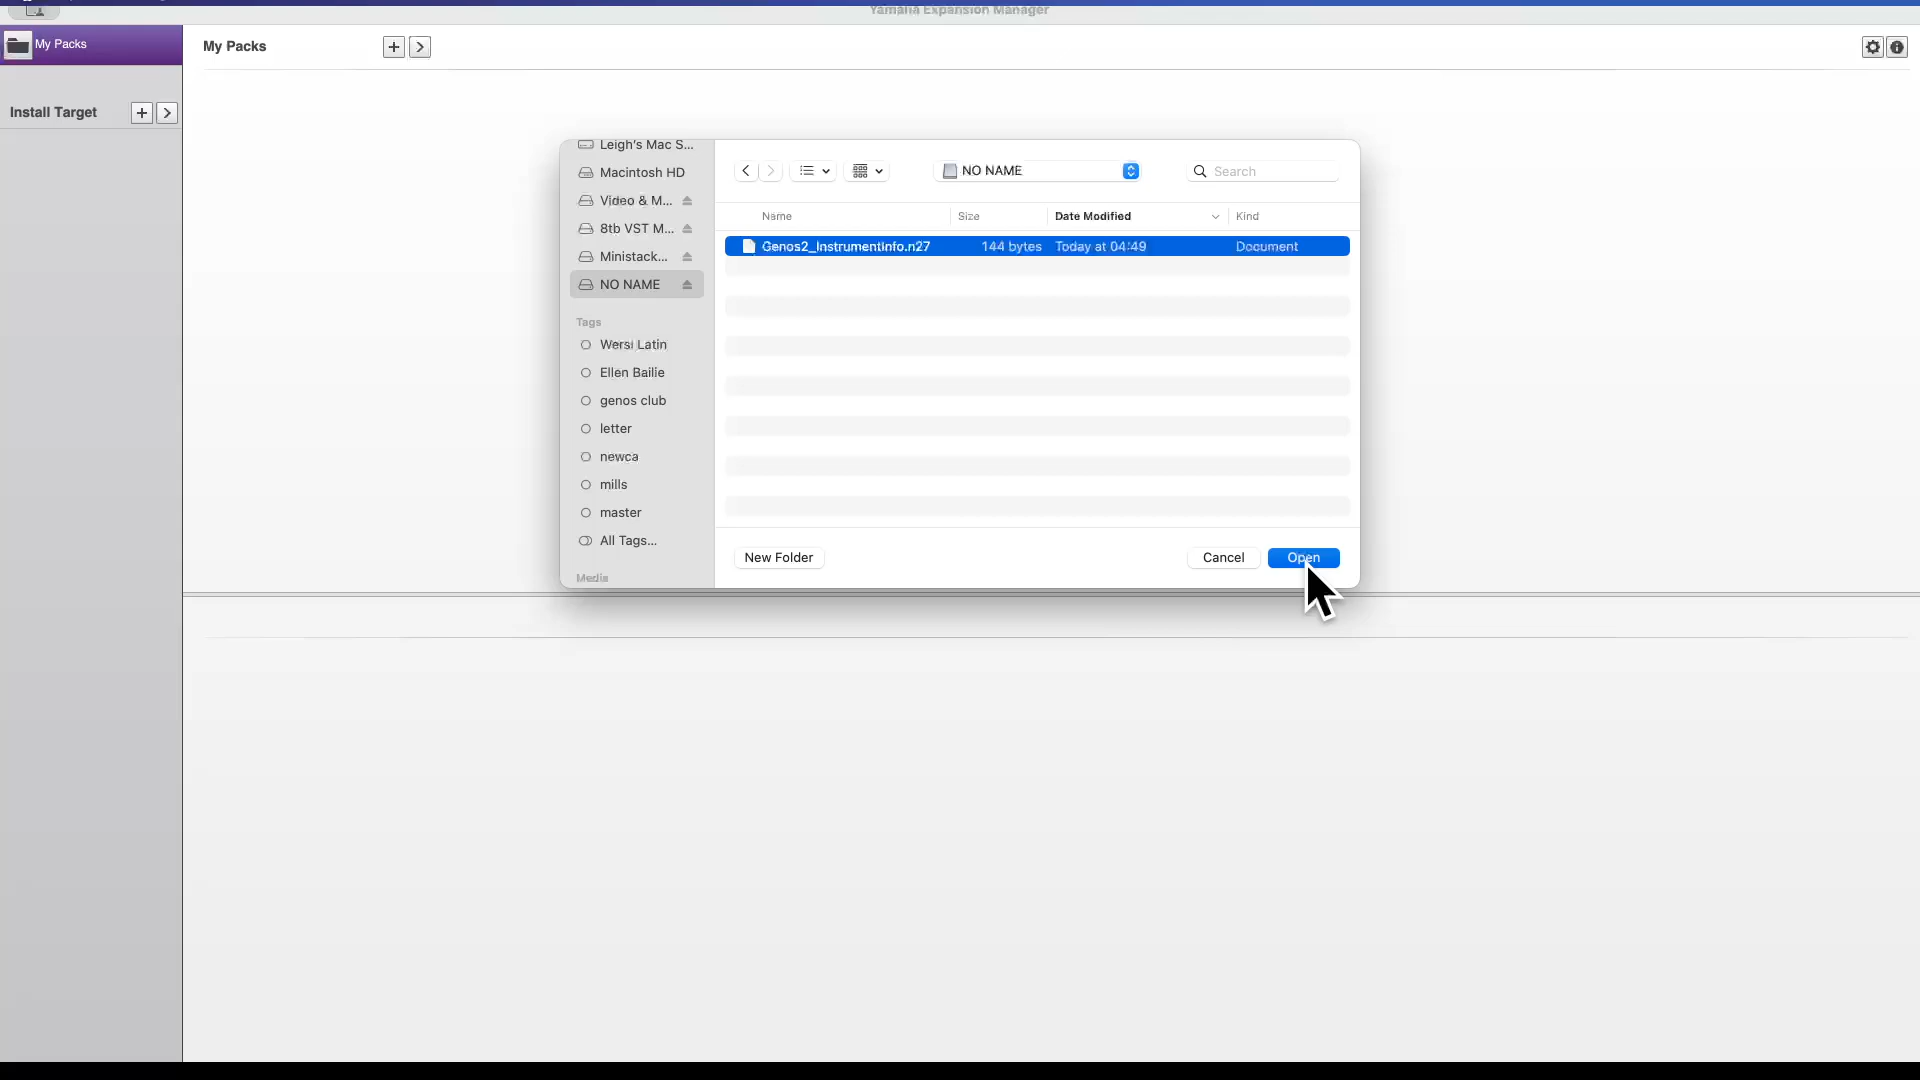 Yamaha Expansion Manager
My Packs
My Packs
Install Target
Leigh's Mac S...
Macintosh HD
Video & M...
8tb VST M...
Ministack...
NO NAME
Tags
Wersi Latin
Ellen Bailie
genos club
letter
newca
mills
master
All Tags...
Media
NO NAME
Search
Name Size Date Modified Kind
Genos2_InstrumentInfo.n27 144 bytes Today at 04:49 Document
New Folder
Cancel
Open